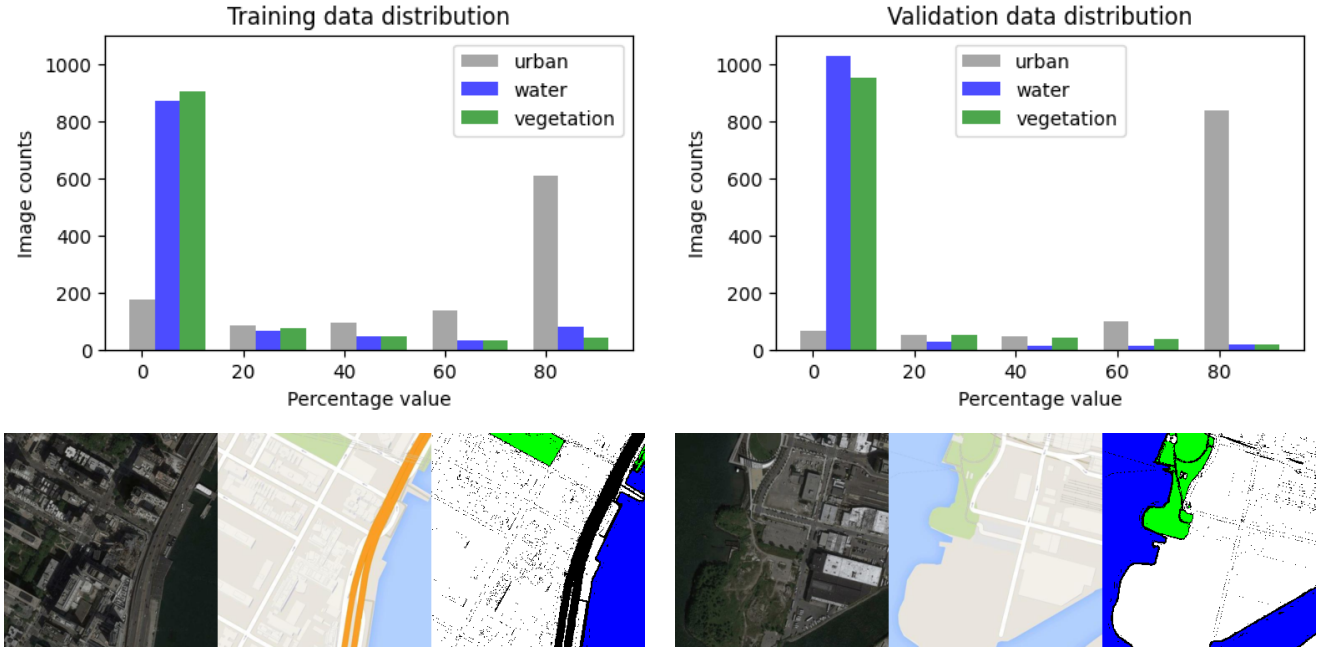 Training data distribution
1000
800
600
400
200
0
Image counts
urban
water
vegetation
0 20 40 60 80
Percentage value
Validation data distribution
1000
800
600
400
200
0
Image counts
urban
water
vegetation
0 20 40 60 80
Percentage value